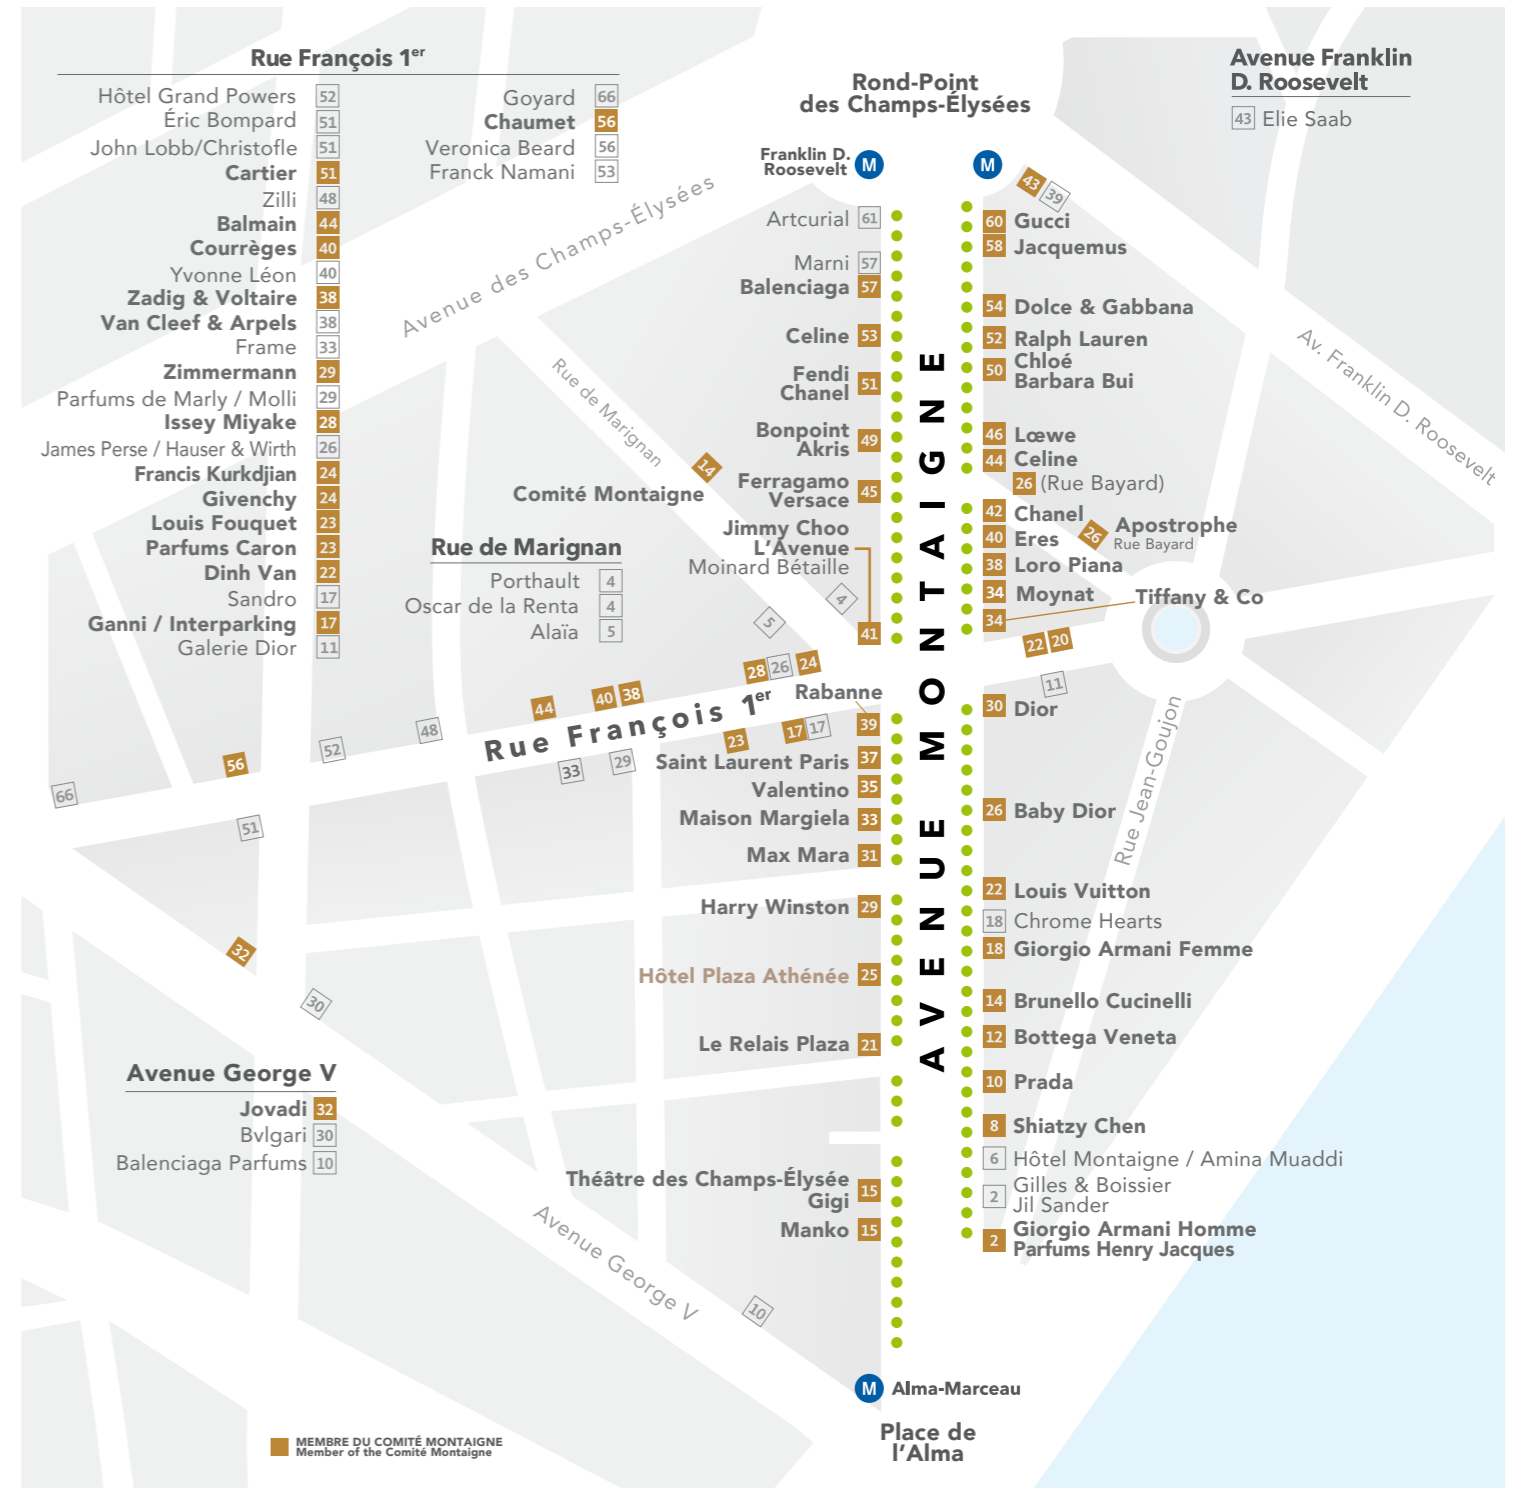 Rue François 1er
Hôtel Grand Powers 52
Éric Bompard 51
John Lobb/Christofle 51
Cartier 51
Zilli 48
Balmain 44
Courrèges 40
Yvonne Léon 40
Zadig & Voltaire 38
Van Cleef & Arpels 38
Frame 33
Zimmermann 29
Parfums de Marly / Molli 29
Issey Miyake 28
James Perse / Hauser & Wirth 26
Francis Kurkdjian 24
Givenchy 24
Louis Fouquet 23
Parfums Caron 23
Dinh Van 22
Sandro 17
Ganni / Interparking 17
Galerie Dior 11
Goyard 66
Chaumet 56
Veronica Beard 56
Franck Namani 53
Rond-Point
des Champs-Élysées
Avenue Franklin
D. Roosevelt
43 Elie Saab
Franklin D.
Roosevelt
M
M
43
39
Avenue des Champs-Élysées
Rue de Marignan
Av. Franklin D. Roosevelt
Artcurial 61
Marni 57
Balenciaga 57
Celine 53
Fendi
Chanel 51
Bonpoint
Akris 49
Ferragamo
Versace 45
Jimmy Choo
L'Avenue
Moinard Bétaille
41
14
Comité Montaigne
60 Gucci
58 Jacquemus
54 Dolce & Gabbana
52 Ralph Lauren
Chloé
50 Barbara Bui
46 Lœwe
44 Celine
26 (Rue Bayard)
42 Chanel
40 Eres
38 Loro Piana
34 Moynat
34 Tiffany & Co
26 Apostrophe
Rue Bayard
AVENUE MONTAIGNE
Rue de Marignan
Porthault 4
Oscar de la Renta 4
Alaïa 5
4
5
22 20
11
28 26 24
40 38
44
48
52
56
66
51
33
29
23
17 17
Rue François 1er
Rabanne
39
Saint Laurent Paris 37
Valentino 35
Maison Margiela 33
Max Mara 31
Harry Winston 29
Hôtel Plaza Athénée 25
Le Relais Plaza 21
Théâtre des Champs-Élysée
Gigi 15
Manko 15
30 Dior
26 Baby Dior
22 Louis Vuitton
18 Chrome Hearts
18 Giorgio Armani Femme
14 Brunello Cucinelli
12 Bottega Veneta
10 Prada
8 Shiatzy Chen
6 Hôtel Montaigne / Amina Muaddi
2 Gilles & Boissier
Jil Sander
2 Giorgio Armani Homme
Parfums Henry Jacques
Rue Jean-Goujon
32
30
Avenue George V
Jovadi 32
Bvlgari 30
Balenciaga Parfums 10
Avenue George V
10
M Alma-Marceau
Place de
l'Alma
MEMBRE DU COMITÉ MONTAIGNE
Member of the Comité Montaigne